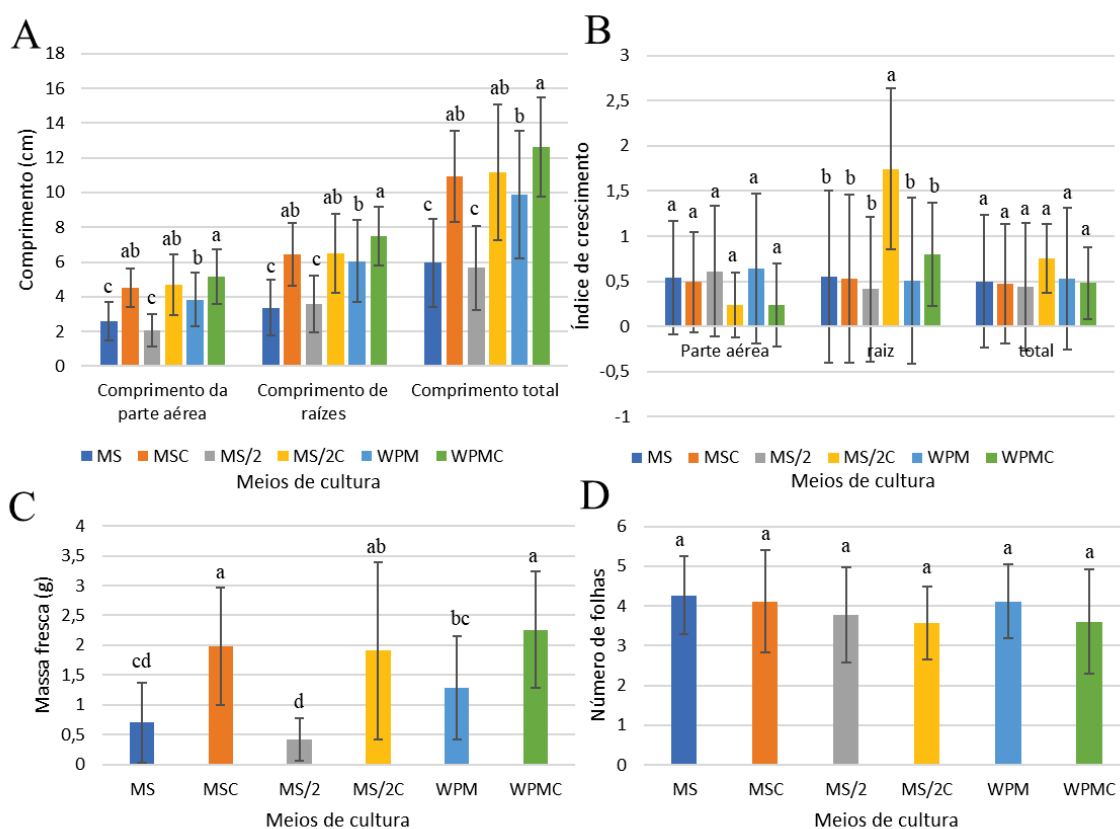 A
Comprimento (cm)
18
16
14
12
10
8
6
4
2
0
c
ab
c
ab
b
a
c
ab
c
ab
b
a
c
ab
c
ab
b
a
Comprimento da parte aérea
Comprimento de raízes
Comprimento total
MS MSC MS/2 MS/2C WPM WPMC
Meios de cultura
B
Índice de crescimento
3
2,5
2
1,5
1
0,5
0
-0,5
-1
a
a
a
a
a
a
b
b
b
a
b
b
a
a
a
a
a
a
Parte aérea
raiz
total
MS MSC MS/2 MS/2C WPM WPMC
Meios de cultura
C
Massa fresca (g)
4
3,5
3
2,5
2
1,5
1
0,5
0
cd
a
d
ab
bc
a
MS MSC MS/2 MS/2C WPM WPMC
Meios de cultura
D
Número de folhas
6
5
4
3
2
1
0
a
a
a
a
a
a
MS MSC MS/2 MS/2C WPM WPMC
Meios de cultura